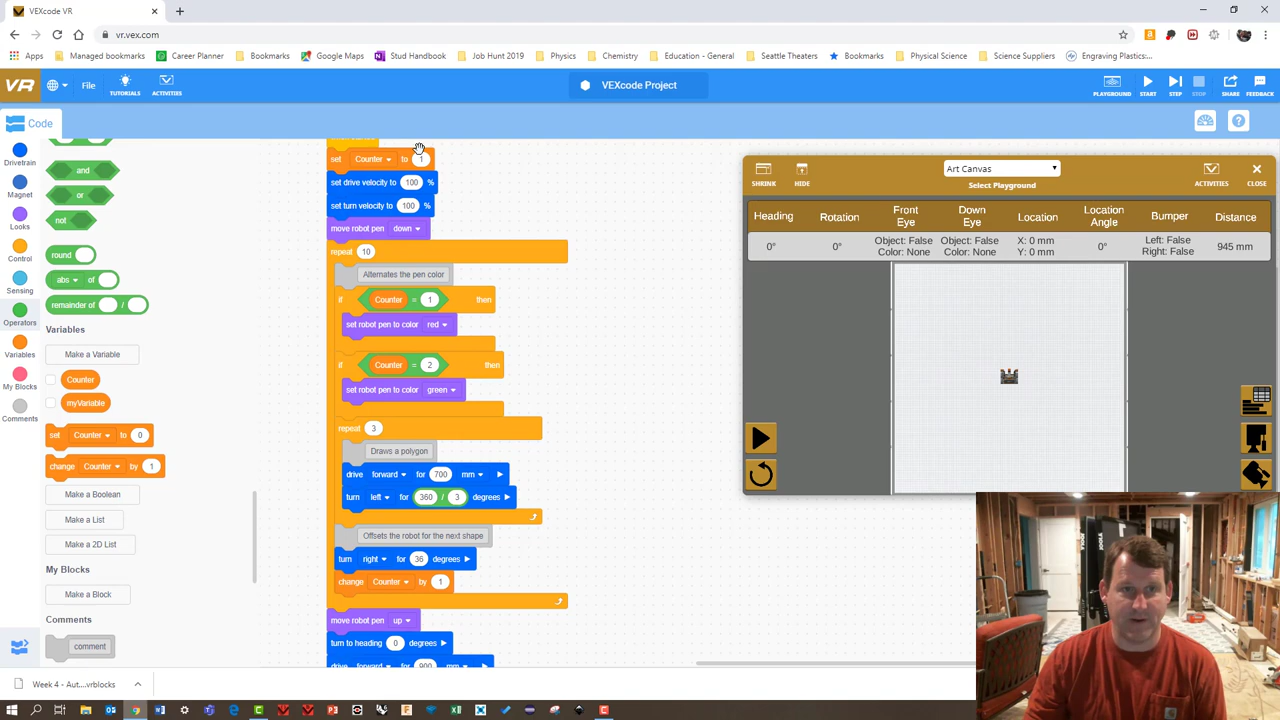 VEXcode VR
vr.vex.com
Apps
Managed bookmarks
Career Planner
Bookmarks
Google Maps
Stud Handbook
Job Hunt 2019
Physics
Chemistry
Education - General
Seattle Theaters
Bookmarks
Physical Science
Science Suppliers
Engraving Plastics:...
VR
File
TUTORIALS
ACTIVITIES
VEXcode Project
PLAYGROUND
START
STEP
STOP
SHARE
FEEDBACK
Code
Drivetrain
Magnet
Looks
Control
Sensing
Operators
Variables
My Blocks
Comments
and
or
not
round
abs of
remainder of /
Variables
Make a Variable
Counter
myVariable
set Counter to 0
change Counter by 1
Make a Boolean
Make a List
Make a 2D List
My Blocks
Make a Block
Comments
comment
set Counter to 1
set drive velocity to 100 %
set turn velocity to 100 %
move robot pen down
repeat 10
Alternates the pen color
if Counter = 1 then
set robot pen to color red
if Counter = 2 then
set robot pen to color green
repeat 3
Draws a polygon
drive forward for 700 mm
turn left for 360 / 3 degrees
Offsets the robot for the next shape
turn right for 36 degrees
change Counter by 1
move robot pen up
turn to heading 0 degrees
drive forward for 900 mm
SHRINK
HIDE
Art Canvas
Select Playground
ACTIVITIES
CLOSE
Heading Rotation Front Eye Down Eye Location Location Angle Bumper Distance
0° 0° Object: False Color: None Object: False Color: None X: 0 mm Y: 0 mm 0° Left: False Right: False 945 mm
Week 4 - Aut....vrblocks